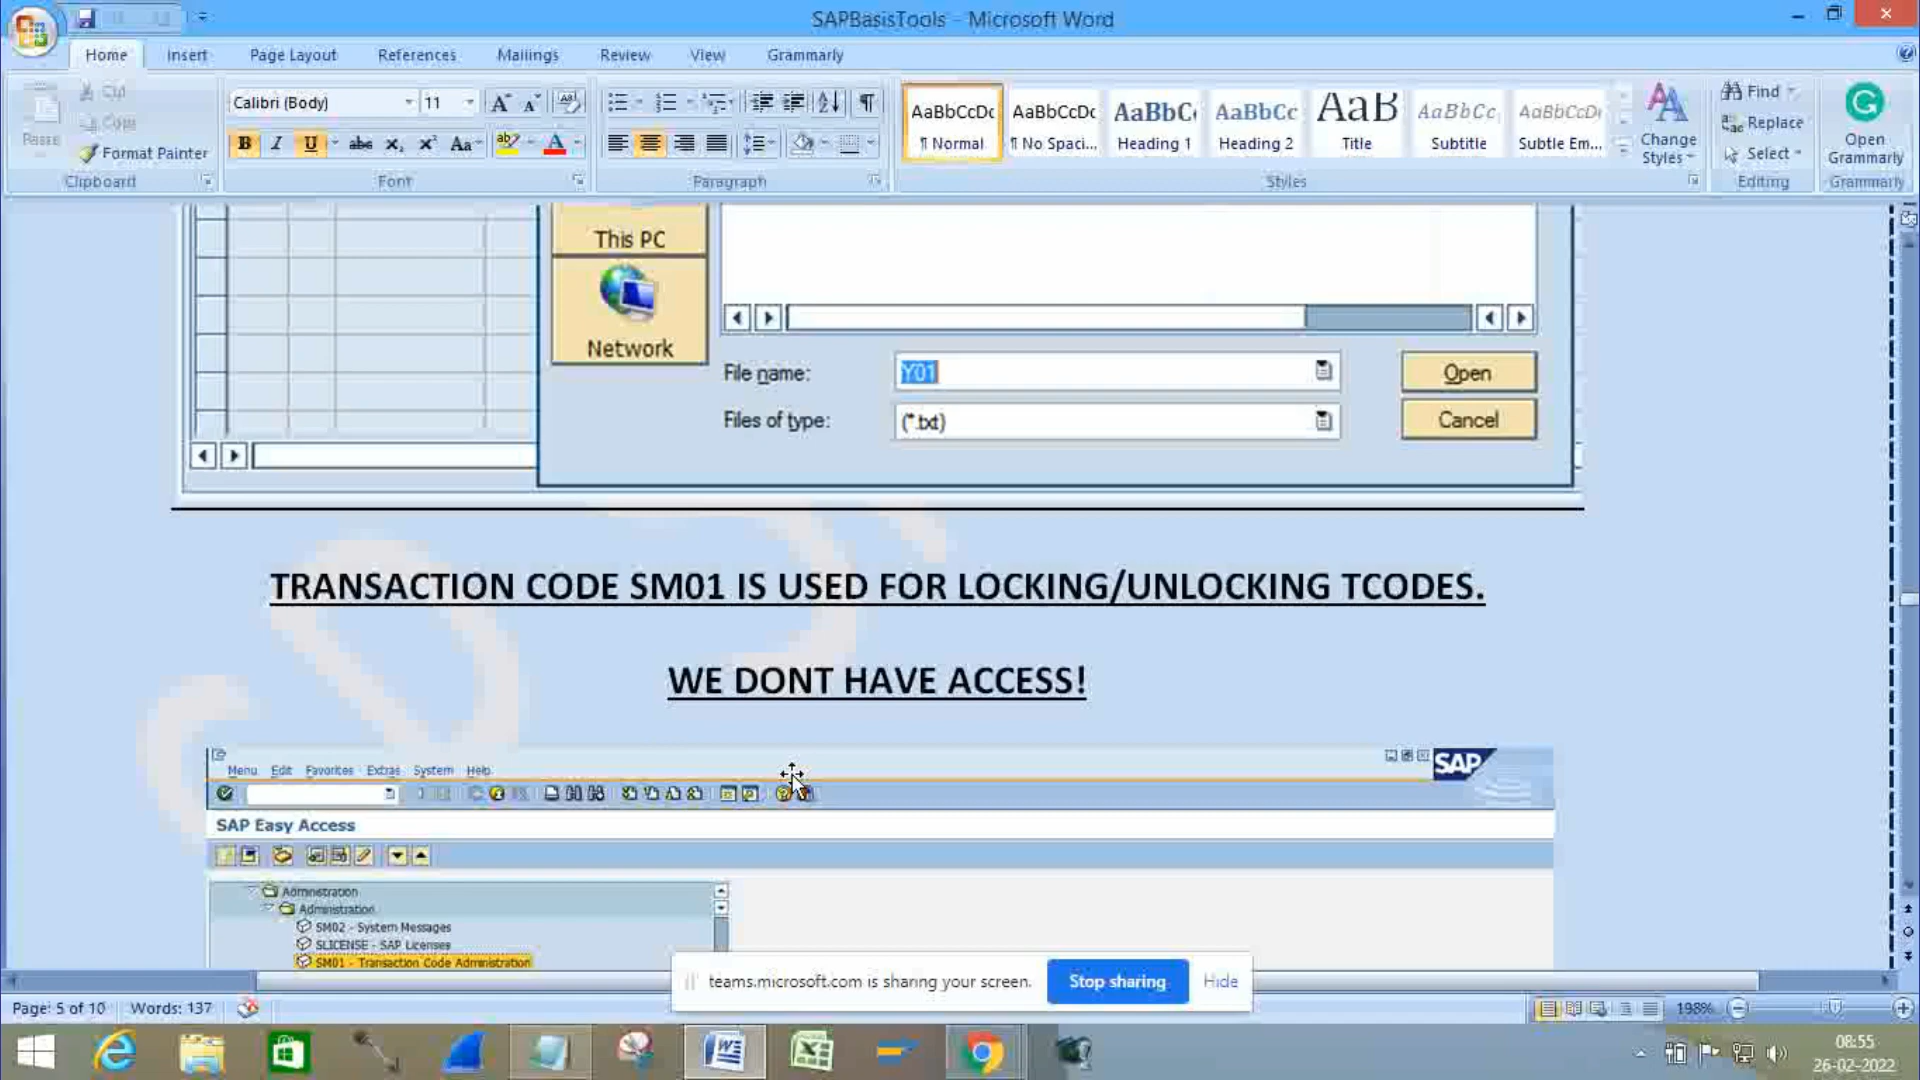 SAPBasisTools - Microsoft Word
Home Insert Page Layout References Mailings Review View Grammarly
Paste Cut Copy Format Painter
Calibri (Body) 11
AaBbCcDc AaBbCcDc AaBbC AaBbCc AaB AaBbCc. AaBbCcDi
¶ Normal ¶ No Spaci... Heading 1 Heading 2 Title Subtitle Subtle Em...
Change Styles
Find
Replace
Select
Open Grammarly
Clipboard Font Paragraph Styles Editing Grammarly
This PC
Network
File name: Y01 Open
Files of type: (*.txt) Cancel
TRANSACTION CODE SM01 IS USED FOR LOCKING/UNLOCKING TCODES.
WE DONT HAVE ACCESS!
Menu Edit Favorites Extras System Help
SAP
SAP Easy Access
Administration
Administration
SM02 - System Messages
SLICENSE - SAP Licenses
SM01 - Transaction Code Administration
teams.microsoft.com is sharing your screen. Stop sharing Hide
Page: 5 of 10 Words: 137 198%
08:55
26-02-2022